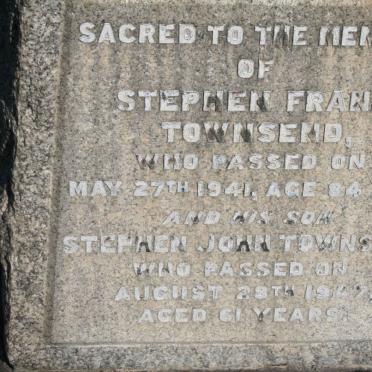 SACRED TO THE MEM
OF
STEPHEN FRAN
TOWNSEND,
WHO PASSED ON
MAY 27TH 1941, AGE 84
AND HIS SON
STEPHEN JOHN TOWNS
WHO PASSED ON
AUGUST 28TH
AGED 61 YEARS.